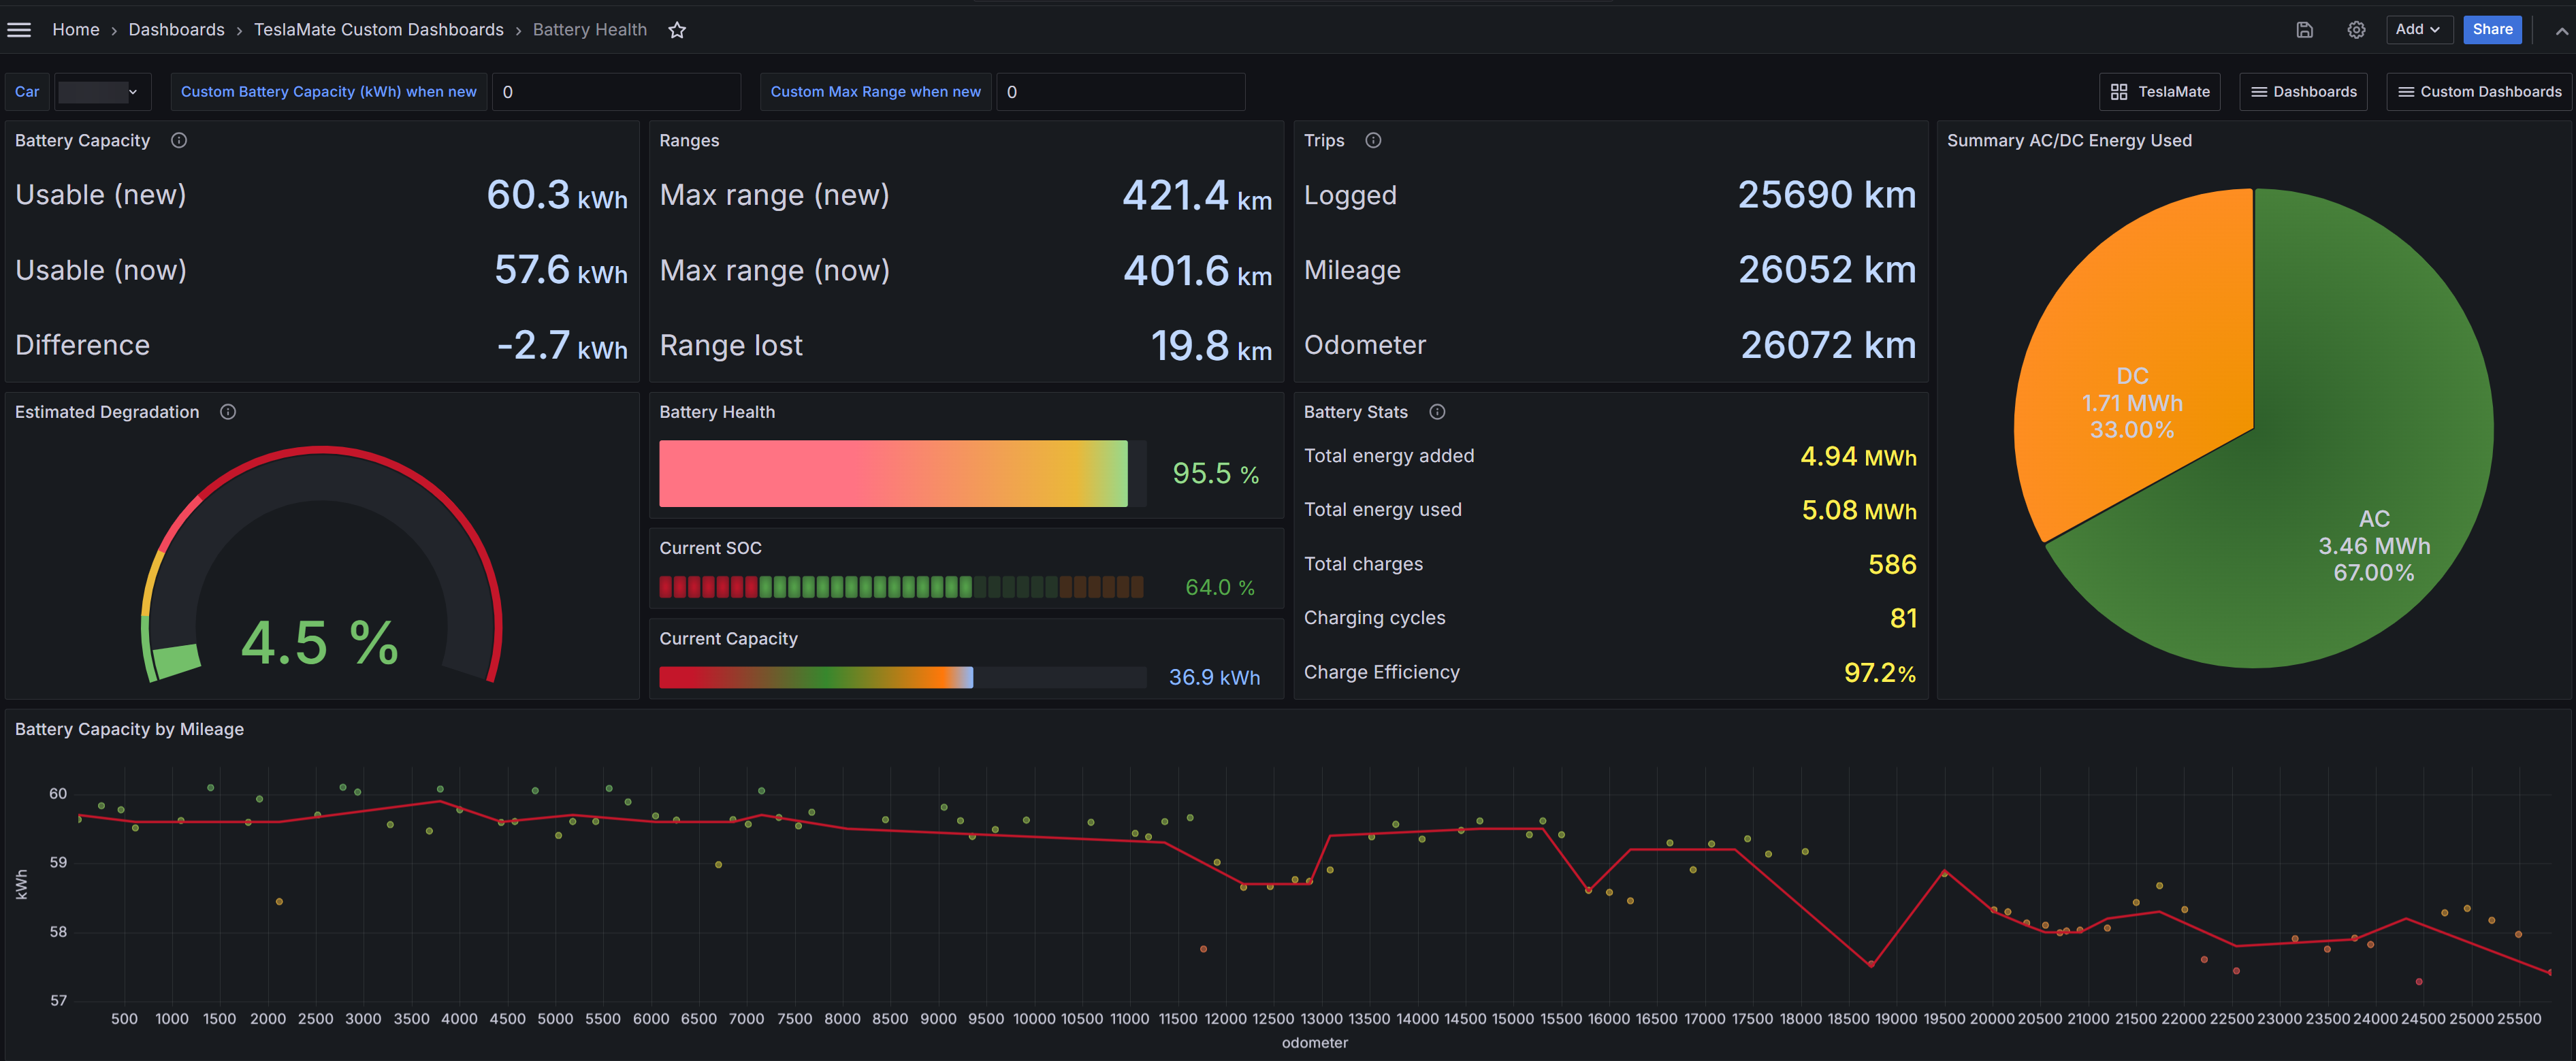 Home › Dashboards › TeslaMate Custom Dashboards › Battery Health
Add
Share
Car
Custom Battery Capacity (kWh) when new 0
Custom Max Range when new 0
TeslaMate
Dashboards
Custom Dashboards
Battery Capacity
Usable (new) 60.3 kWh
Usable (now) 57.6 kWh
Difference -2.7 kWh
Ranges
Max range (new) 421.4 km
Max range (now) 401.6 km
Range lost 19.8 km
Trips
Logged 25690 km
Mileage 26052 km
Odometer 26072 km
Summary AC/DC Energy Used
DC
1.71 MWh
33.00%
AC
3.46 MWh
67.00%
Estimated Degradation
4.5 %
Battery Health
95.5 %
Current SOC
64.0 %
Current Capacity
36.9 kWh
Battery Stats
Total energy added 4.94 MWh
Total energy used 5.08 MWh
Total charges 586
Charging cycles 81
Charge Efficiency 97.2%
Battery Capacity by Mileage
kWh
60
59
58
57
500 1000 1500 2000 2500 3000 3500 4000 4500 5000 5500 6000 6500 7000 7500 8000 8500 9000 9500 10000 10500 11000 11500 12000 12500 13000 13500 14000 14500 15000 15500 16000 16500 17000 17500 18000 18500 19000 19500 20000 20500 21000 21500 22000 22500 23000 23500 24000 24500 25000 25500
odometer